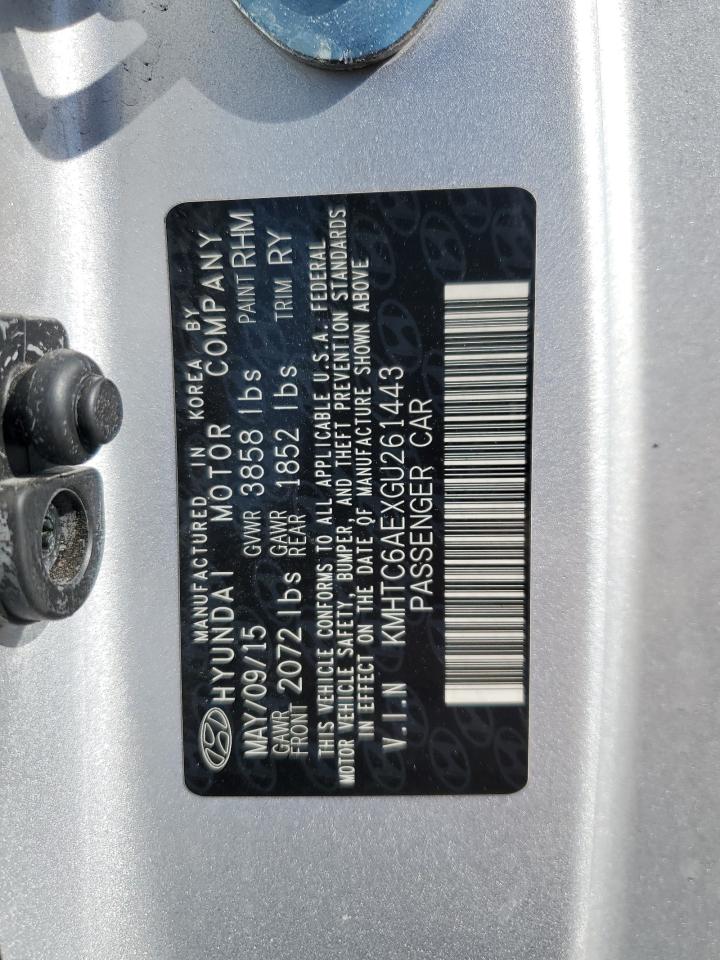 MANUFACTURED IN KOREA BY
HYUNDAI MOTOR COMPANY
MAY/09/15 GVWR 3858 lbs PAINT RHM
GAWR FRONT 2072 lbs GAWR REAR 1852 lbs TRIM RY
THIS VEHICLE CONFORMS TO ALL APPLICABLE U.S.A. FEDERAL
MOTOR VEHICLE SAFETY, BUMPER, AND THEFT PREVENTION STANDARDS
IN EFFECT ON THE DATE OF MANUFACTURE SHOWN ABOVE
V.I.N KMHTC6AEXGU261443
PASSENGER CAR